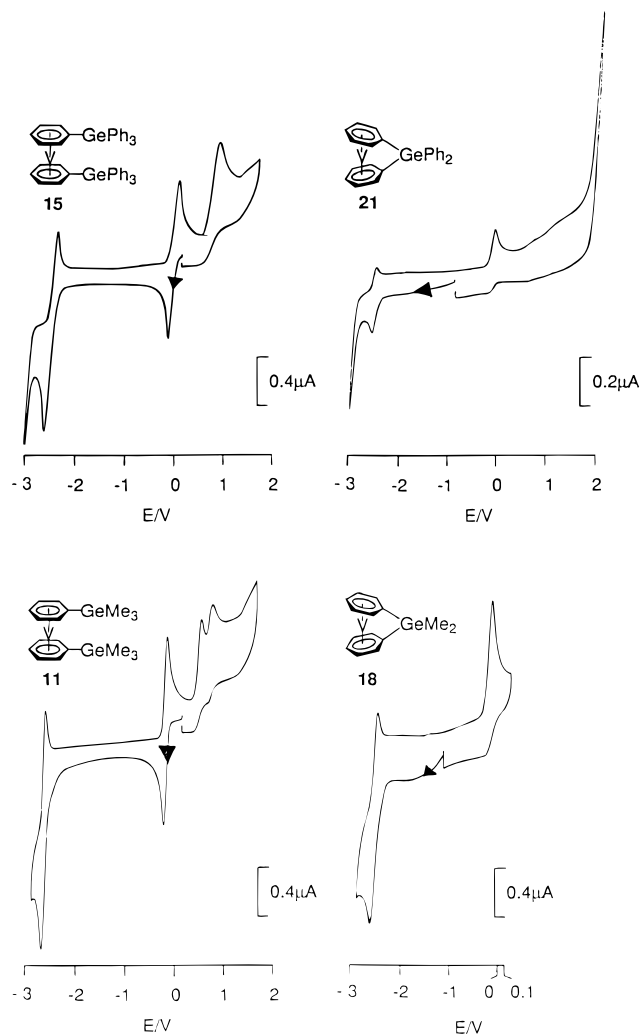 GePh3
V
GePh3
15
0.4μA
- 3 -2 -1 0 1 2
E/V
V
GePh2
21
0.2μA
- 3 -2 -1 0 1 2
E/V
GeMe3
V
GeMe3
11
0.4μA
- 3 -2 -1 0 1 2
E/V
V
GeMe2
18
0.4μA
-3 -2 -1 0 0.1
E/V